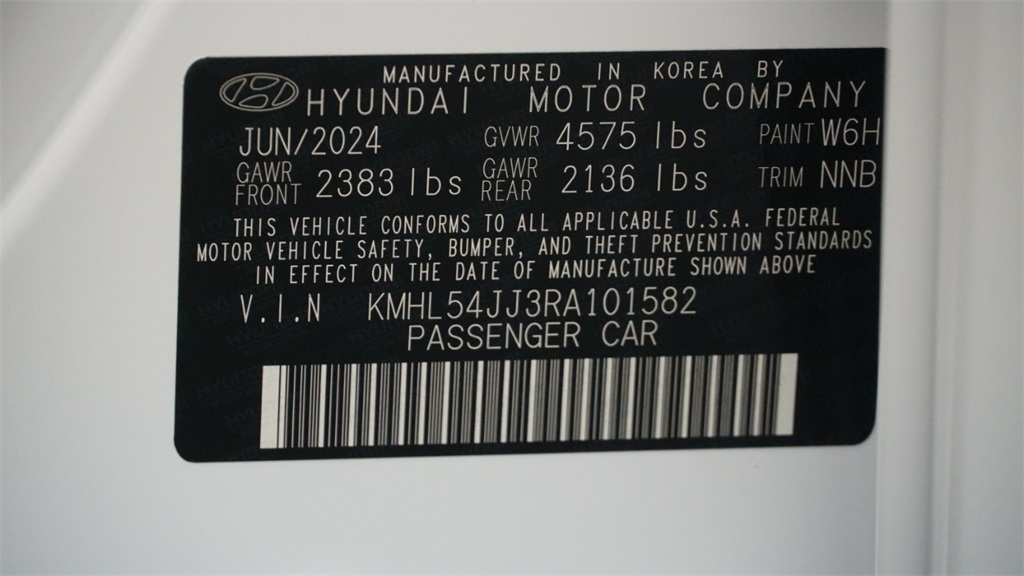 MANUFACTURED IN KOREA BY
HYUNDAI MOTOR COMPANY
JUN/2024 GVWR 4575 lbs PAINT W6H
GAWR FRONT 2383 lbs GAWR REAR 2136 lbs TRIM NNB
THIS VEHICLE CONFORMS TO ALL APPLICABLE U.S.A. FEDERAL
MOTOR VEHICLE SAFETY, BUMPER, AND THEFT PREVENTION STANDARDS
IN EFFECT ON THE DATE OF MANUFACTURE SHOWN ABOVE
V.I.N KMHL54JJ3RA101582
PASSENGER CAR